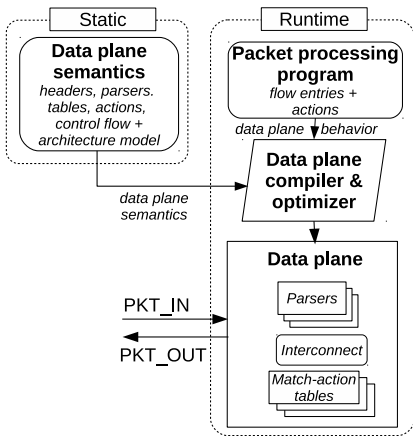 Static
Runtime
Data plane
semantics
headers, parsers.
tables, actions,
control flow +
architecture model
Packet processing
program
flow entries +
actions
data plane behavior
Data plane
compiler &
optimizer
data plane
semantics
Data plane
Parsers
PKT_IN
PKT_OUT
Interconnect
Match-action
tables